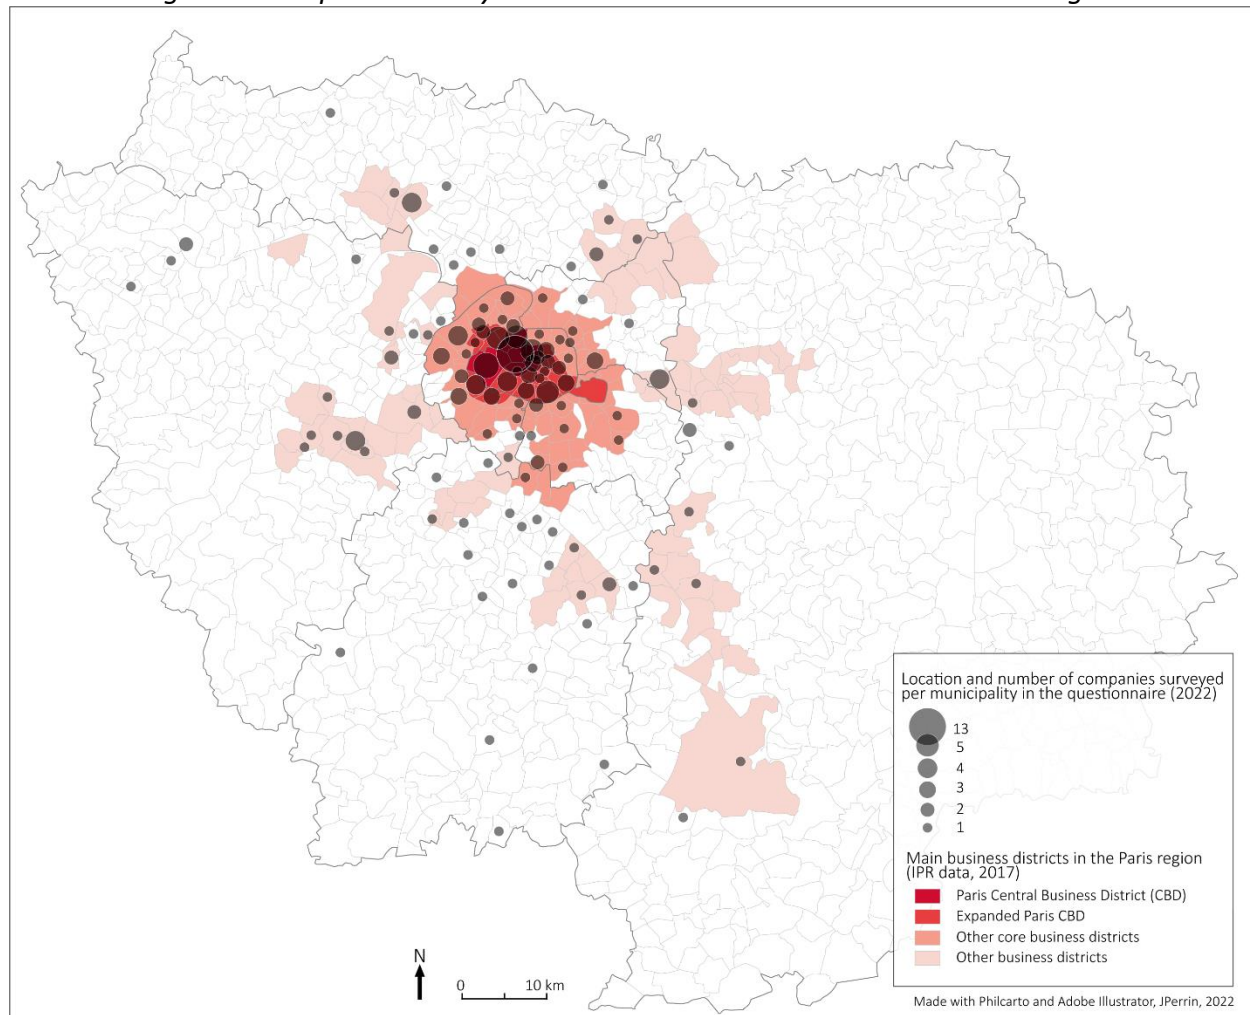 Location and number of companies surveyed
per municipality in the questionnaire (2022)
13
5
4
3
2
1
Main business districts in the Paris region
(IPR data, 2017)
Paris Central Business District (CBD)
Expanded Paris CBD
Other core business districts
Other business districts
N
0 10 km
Made with Philcarto and Adobe Illustrator, JPerrin, 2022